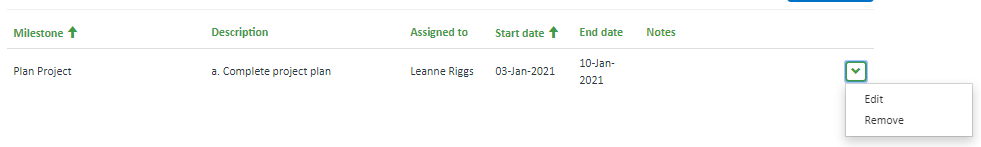 Milestone Description Assigned to Start date End date Notes
Plan Project a. Complete project plan Leanne Riggs 03-Jan-2021 10-Jan-
2021
Edit
Remove